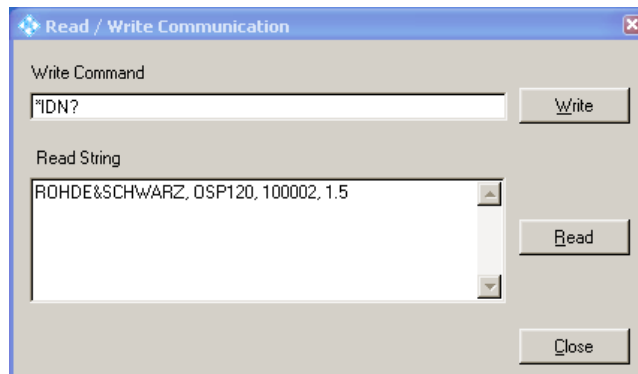 Read / Write Communication
Write Command
*IDN?
Write
Read String
ROHDE&SCHWARZ, OSP120, 100002, 1.5
Read
Close